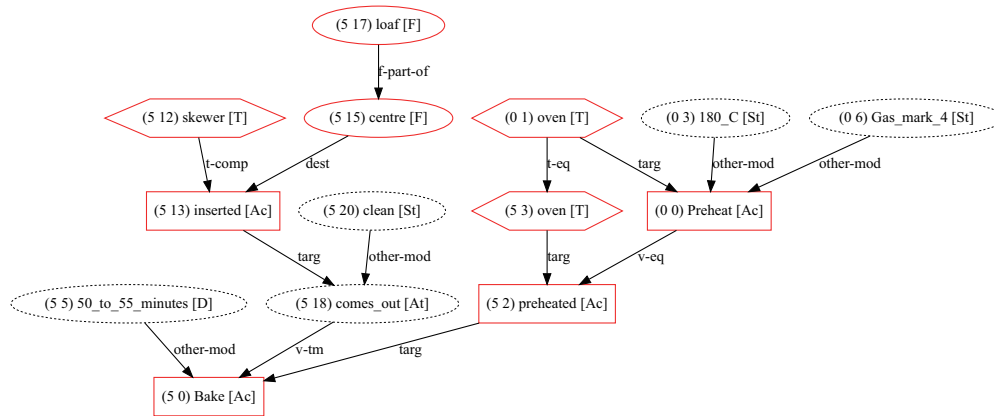 (5 17) loaf [F]
f-part-of
(5 12) skewer [T]
(5 15) centre [F]
(0 1) oven [T]
(0 3) 180_C [St]
(0 6) Gas_mark_4 [St]
t-comp
dest
t-eq
targ
other-mod
other-mod
(5 13) inserted [Ac]
(5 20) clean [St]
(5 3) oven [T]
(0 0) Preheat [Ac]
targ
other-mod
targ
v-eq
(5 5) 50_to_55_minutes [D]
(5 18) comes_out [At]
(5 2) preheated [Ac]
other-mod
v-tm
targ
(5 0) Bake [Ac]